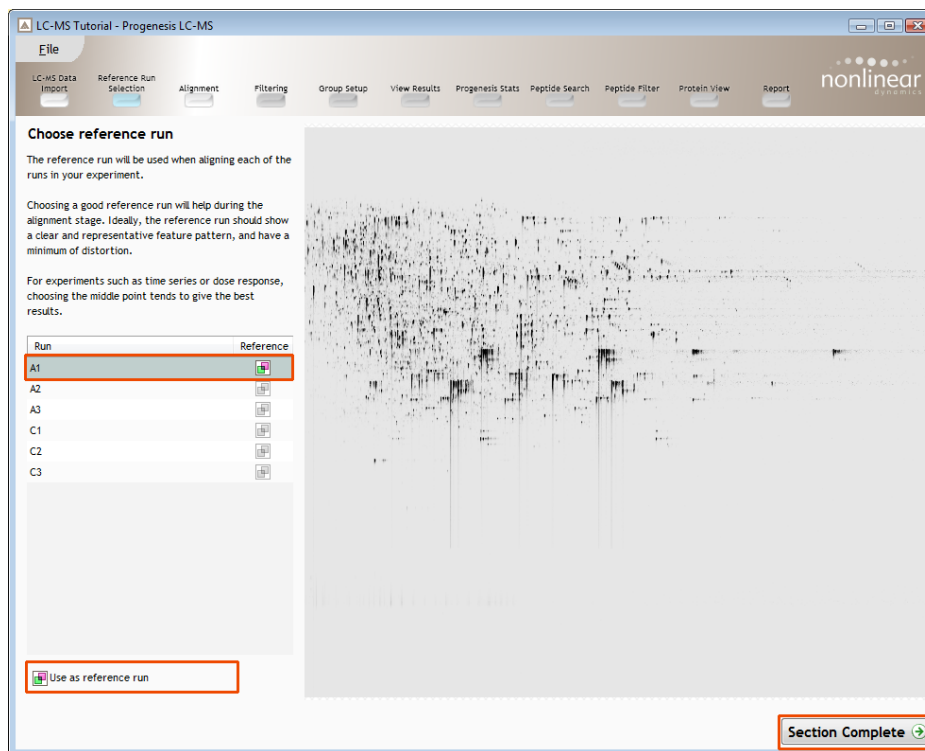 LC-MS Tutorial - Progenesis LC-MS
File
LC-MS Data
Import
Reference Run
Selection
Alignment
Filtering
Group Setup
View Results
Progenesis Stats
Peptide Search
Peptide Filter
Protein View
Report
nonlinear
dynamics
Choose reference run
The reference run will be used when aligning each of the
runs in your experiment.
Choosing a good reference run will help during the
alignment stage. Ideally, the reference run should show
a clear and representative feature pattern, and have a
minimum of distortion.
For experiments such as time series or dose response,
choosing the middle point tends to give the best
results.
Run Reference
A1
A2
A3
C1
C2
C3
Use as reference run
Section Complete